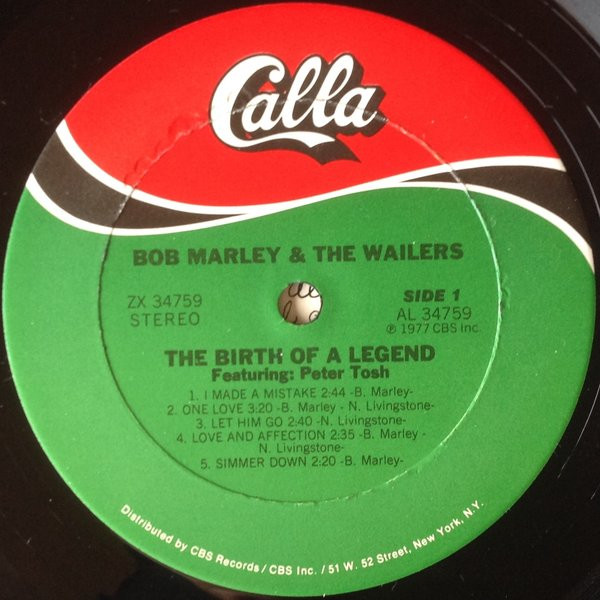 Calla
BOB MARLEY & THE WAILERS
ZX 34759
STEREO
SIDE 1
AL 34759
℗ 1977 CBS Inc.
THE BIRTH OF A LEGEND
Featuring: Peter Tosh
1. I MADE A MISTAKE 2:44 -B. Marley-
2. ONE LOVE 3:20 -B. Marley - N. Livingstone-
3. LET HIM GO 2:40 -N. Livingstone-
4. LOVE AND AFFECTION 2:35 -B. Marley -
N. Livingstone-
5. SIMMER DOWN 2:20 -B. Marley-
Distributed by CBS Records / CBS Inc. / 51 W. 52 Street, New York, N.Y.